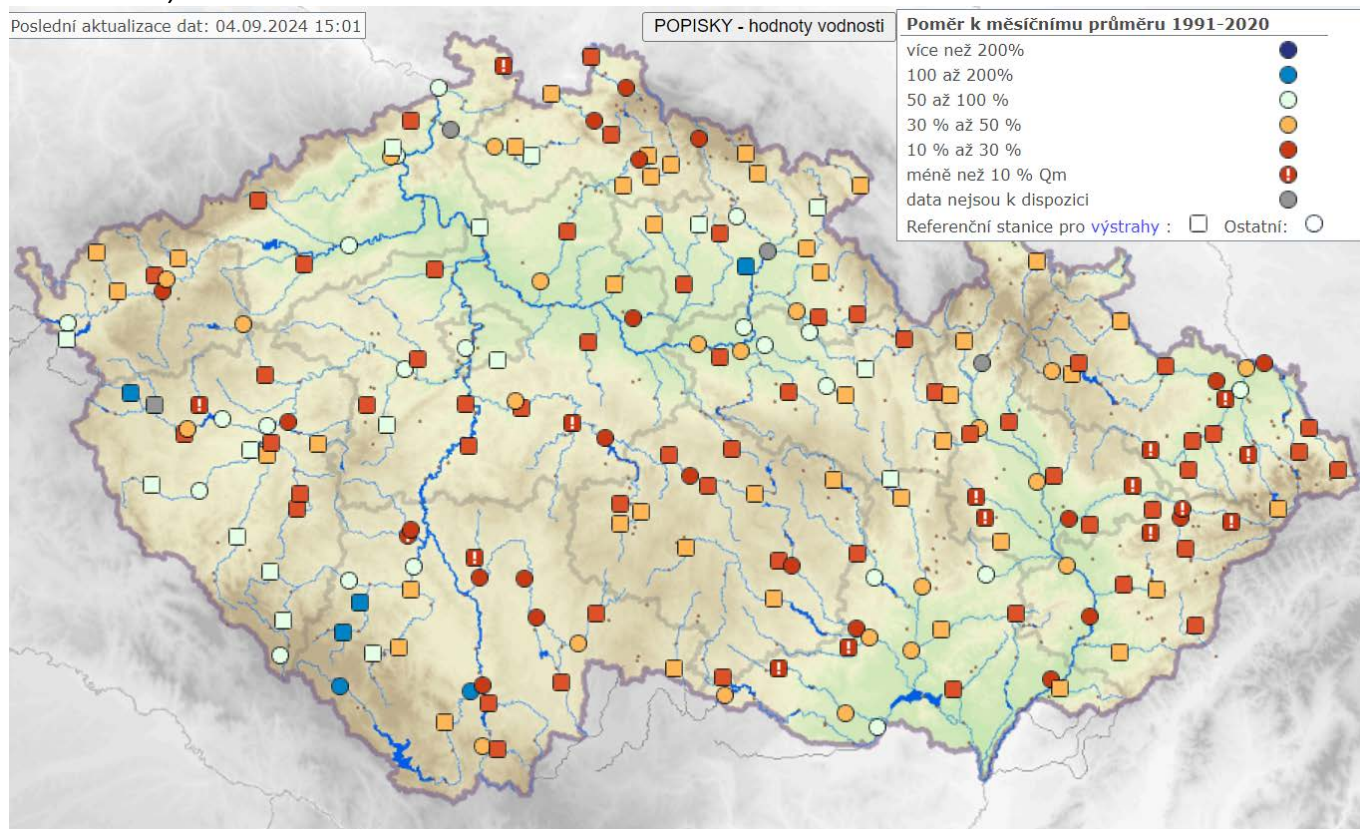 Poslední aktualizace dat: 04.09.2024 15:01
POPISKY - hodnoty vodnosti
Poměr k měsíčnímu průměru 1991-2020
více než 200%
100 až 200%
50 až 100 %
30 % až 50 %
10 % až 30 %
méně než 10 % Qm
data nejsou k dispozici
Referenční stanice pro výstrahy : Ostatní: